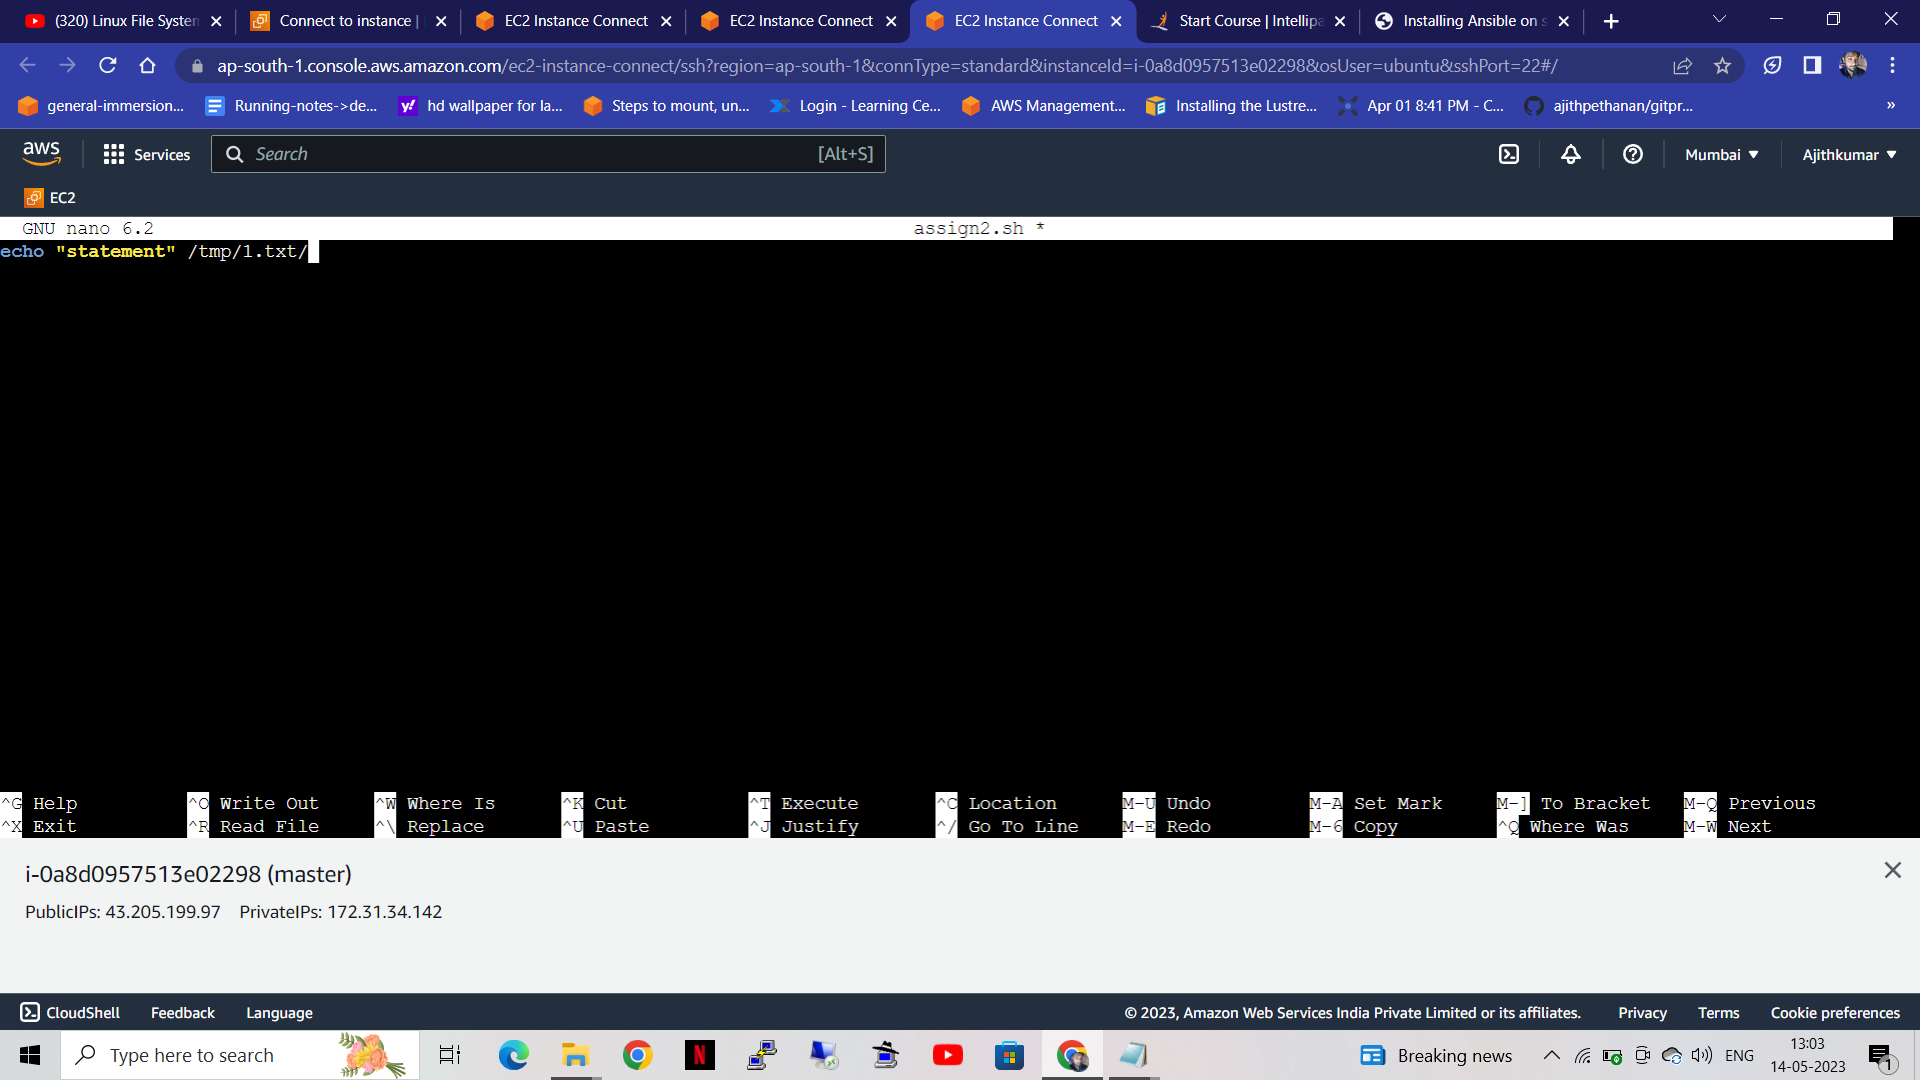 (320) Linux File System
Connect to instance |
EC2 Instance Connect
EC2 Instance Connect
EC2 Instance Connect
Start Course | Intellipa
Installing Ansible on s
ap-south-1.console.aws.amazon.com/ec2-instance-connect/ssh?region=ap-south-1&connType=standard&instanceId=i-0a8d0957513e02298&osUser=ubuntu&sshPort=22#/
general-immersion...
Running-notes->de...
hd wallpaper for la...
Steps to mount, un...
Login - Learning Ce...
AWS Management...
Installing the Lustre...
Apr 01 8:41 PM - C...
ajithpethanan/gitpr...
»
aws
Services
Search
[Alt+S]
Mumbai
Ajithkumar
EC2
GNU nano 6.2 assign2.sh *
echo "statement" /tmp/1.txt/
^G Help ^O Write Out ^W Where Is ^K Cut ^T Execute ^C Location M-U Undo M-A Set Mark M-] To Bracket M-Q Previous
^X Exit ^R Read File ^\ Replace ^U Paste ^J Justify ^/ Go To Line M-E Redo M-6 Copy ^Q Where Was M-W Next
i-0a8d0957513e02298 (master)
PublicIPs: 43.205.199.97 PrivateIPs: 172.31.34.142
CloudShell Feedback Language
© 2023, Amazon Web Services India Private Limited or its affiliates. Privacy Terms Cookie preferences
Type here to search
N
Breaking news
ENG
13:03
14-05-2023
1